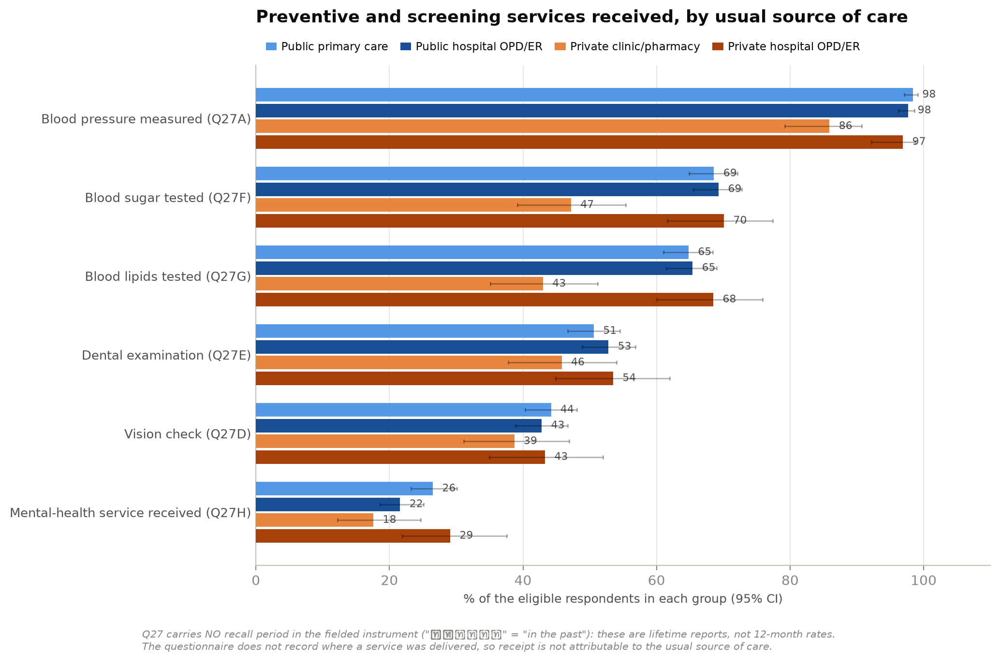 Preventive and screening services received, by usual source of care
Public primary care Public hospital OPD/ER Private clinic/pharmacy Private hospital OPD/ER
Blood pressure measured (Q27A)
98
98
86
97
Blood sugar tested (Q27F)
69
69
47
70
Blood lipids tested (Q27G)
65
65
43
68
Dental examination (Q27E)
51
53
46
54
Vision check (Q27D)
44
43
39
43
Mental-health service received (Q27H)
26
22
18
29
0 20 40 60 80 100
% of the eligible respondents in each group (95% CI)
Q27 carries NO recall period in the fielded instrument ("" = "in the past"): these are lifetime reports, not 12-month rates.
The questionnaire does not record where a service was delivered, so receipt is not attributable to the usual source of care.